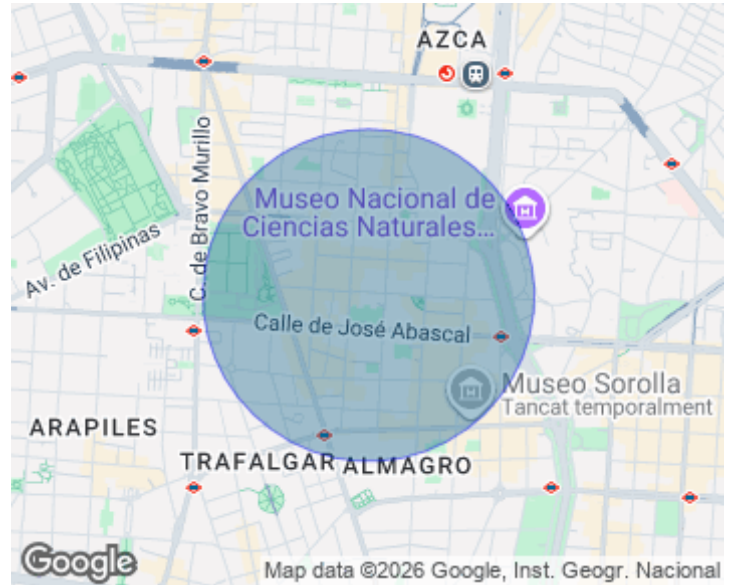 AZCA
C. de Bravo Murillo
Museo Nacional de
Ciencias Naturales...
Av. de Filipinas
Calle de José Abascal
Museo Sorolla
Tancat temporalment
ARAPILES
TRAFALGAR
ALMAGRO
Google
Map data ©2026 Google, Inst. Geogr. Nacional